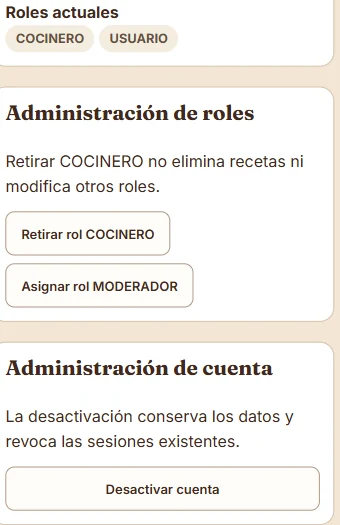 Roles actuales
COCINERO USUARIO
Administración de roles
Retirar COCINERO no elimina recetas ni
modifica otros roles.
Retirar rol COCINERO
Asignar rol MODERADOR
Administración de cuenta
La desactivación conserva los datos y
revoca las sesiones existentes.
Desactivar cuenta